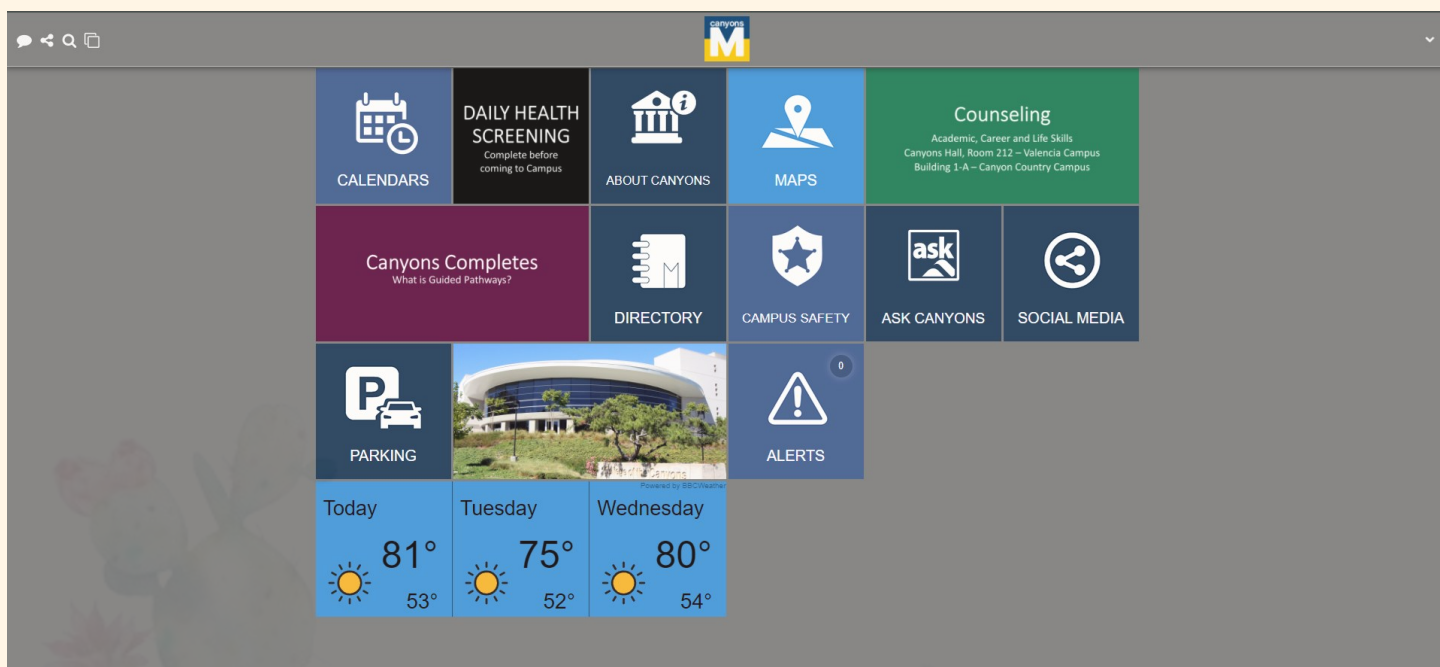 canyons
M
CALENDARS
DAILY HEALTH
SCREENING
Complete before
coming to Campus
i
ABOUT CANYONS
MAPS
Counseling
Academic, Career and Life Skills
Canyons Hall, Room 212 – Valencia Campus
Building 1-A – Canyon Country Campus
Canyons Completes
What is Guided Pathways?
M
DIRECTORY
CAMPUS SAFETY
ask
ASK CANYONS
SOCIAL MEDIA
P
PARKING
of the Canyons
0
ALERTS
Powered by BBCWeather
Today
81°
53°
Tuesday
75°
52°
Wednesday
80°
54°